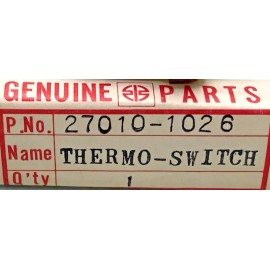 GENUINE PARTS
P.No. 27010-1026
Name THERMO-SWITCH
Q'ty 1